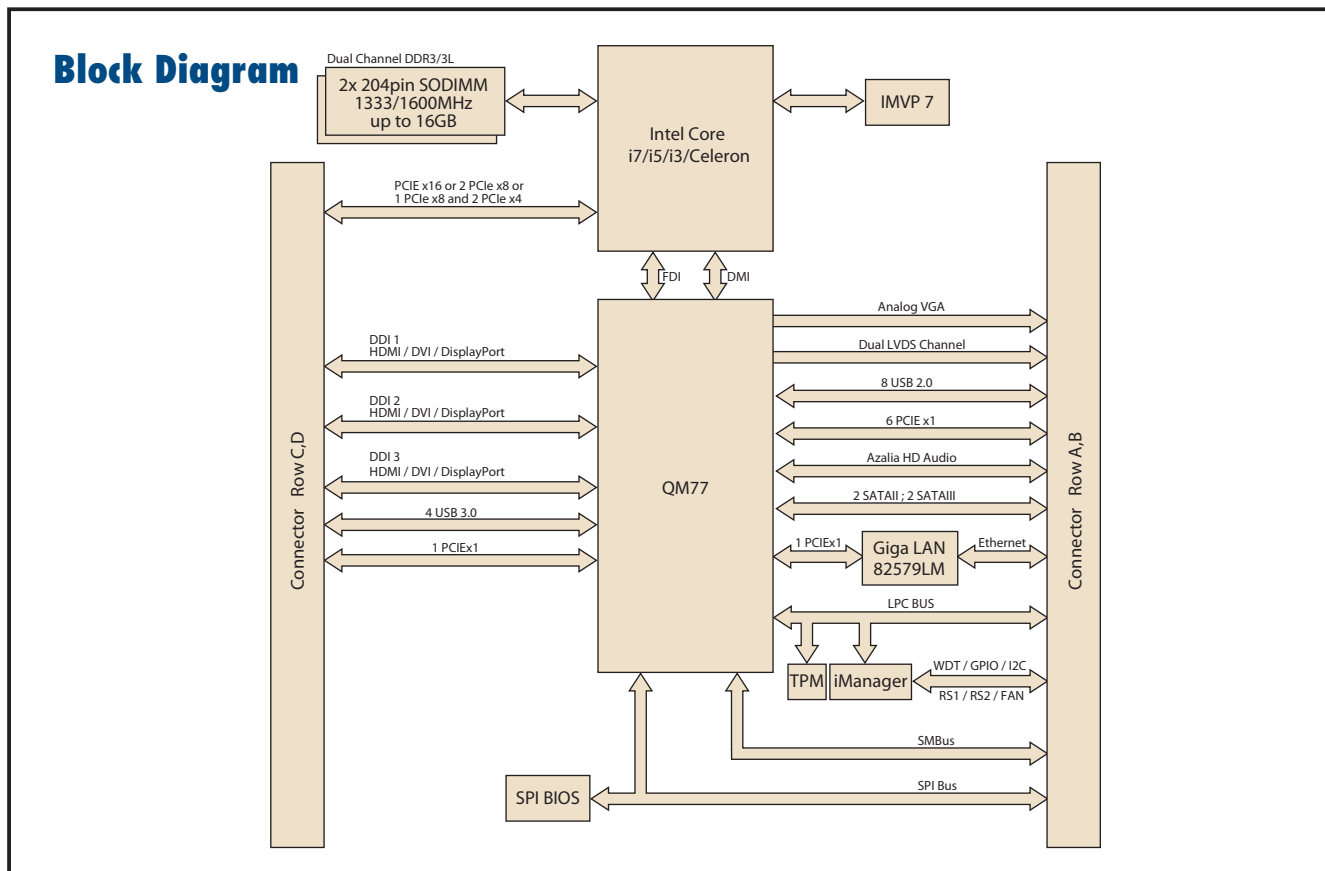 Block Diagram
Dual Channel DDR3/3L
2x 204pin SODIMM
1333/1600MHz
up to 16GB
Intel Core
i7/i5/i3/Celeron
IMVP 7
PCIE x16 or 2 PCIe x8 or
1 PCIe x8 and 2 PCIe x4
FDI
DMI
Connector Row C,D
DDI 1
HDMI / DVI / DisplayPort
DDI 2
HDMI / DVI / DisplayPort
DDI 3
HDMI / DVI / DisplayPort
4 USB 3.0
1 PCIEx1
QM77
Analog VGA
Dual LVDS Channel
8 USB 2.0
6 PCIE x1
Azalia HD Audio
2 SATAII ; 2 SATAIII
1 PCIEx1
Giga LAN
82579LM
Ethernet
LPC BUS
TPM
iManager
WDT / GPIO / I2C
RS1 / RS2 / FAN
SMBus
SPI BIOS
SPI Bus
Connector Row A,B